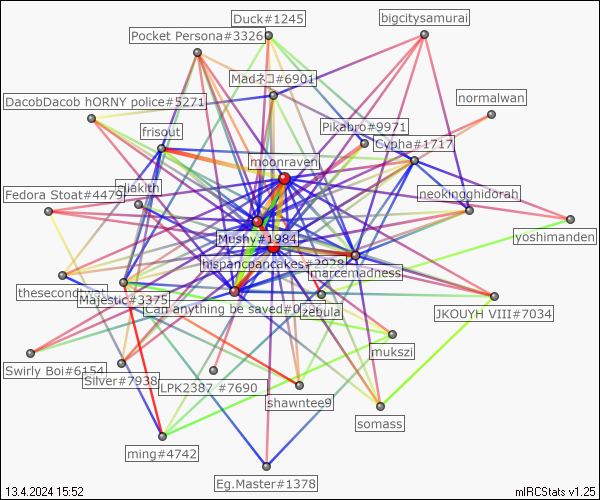 Duck#1245
bigcitysamurai
Pocket Persona#3326
Madネコ#6901
normalwan
DacobDacob hORNY police#5271
Pikabro#9971
frisout
Cypha#1717
moonraven
Fedora Stoat#4479
eliakith
neokingghidorah
Mushy#1984
yoshimanden
hispancpancakes#2928
marcemadness
Majestic#3375
Can anything be saved#0
zebula
JKOUYH VIII#7034
mukszi
Swirly Boi#6154
Silver#7938
LPK2387 #7690
shawntee9
somass
ming#4742
Eg.Master#1378
13.4.2024 15:52
mIRCStats v1.25